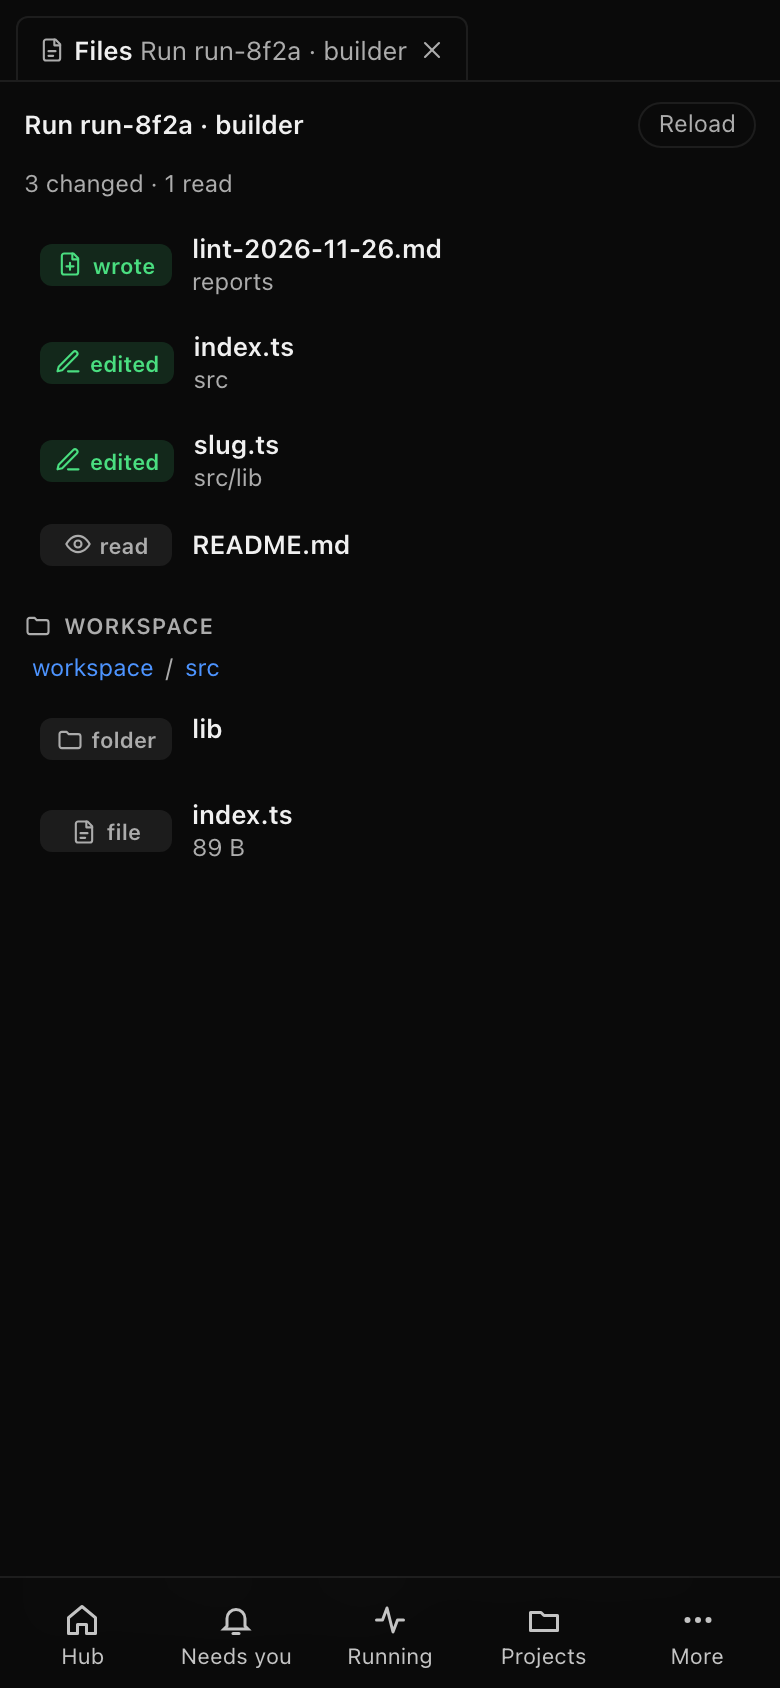 Files Run run-8f2a · builder
Run run-8f2a · builder
Reload
3 changed · 1 read
wrote
lint-2026-11-26.md
reports
edited
index.ts
src
edited
slug.ts
src/lib
read
README.md
WORKSPACE
workspace / src
folder
lib
file
index.ts
89 B
Hub
Needs you
Running
Projects
More